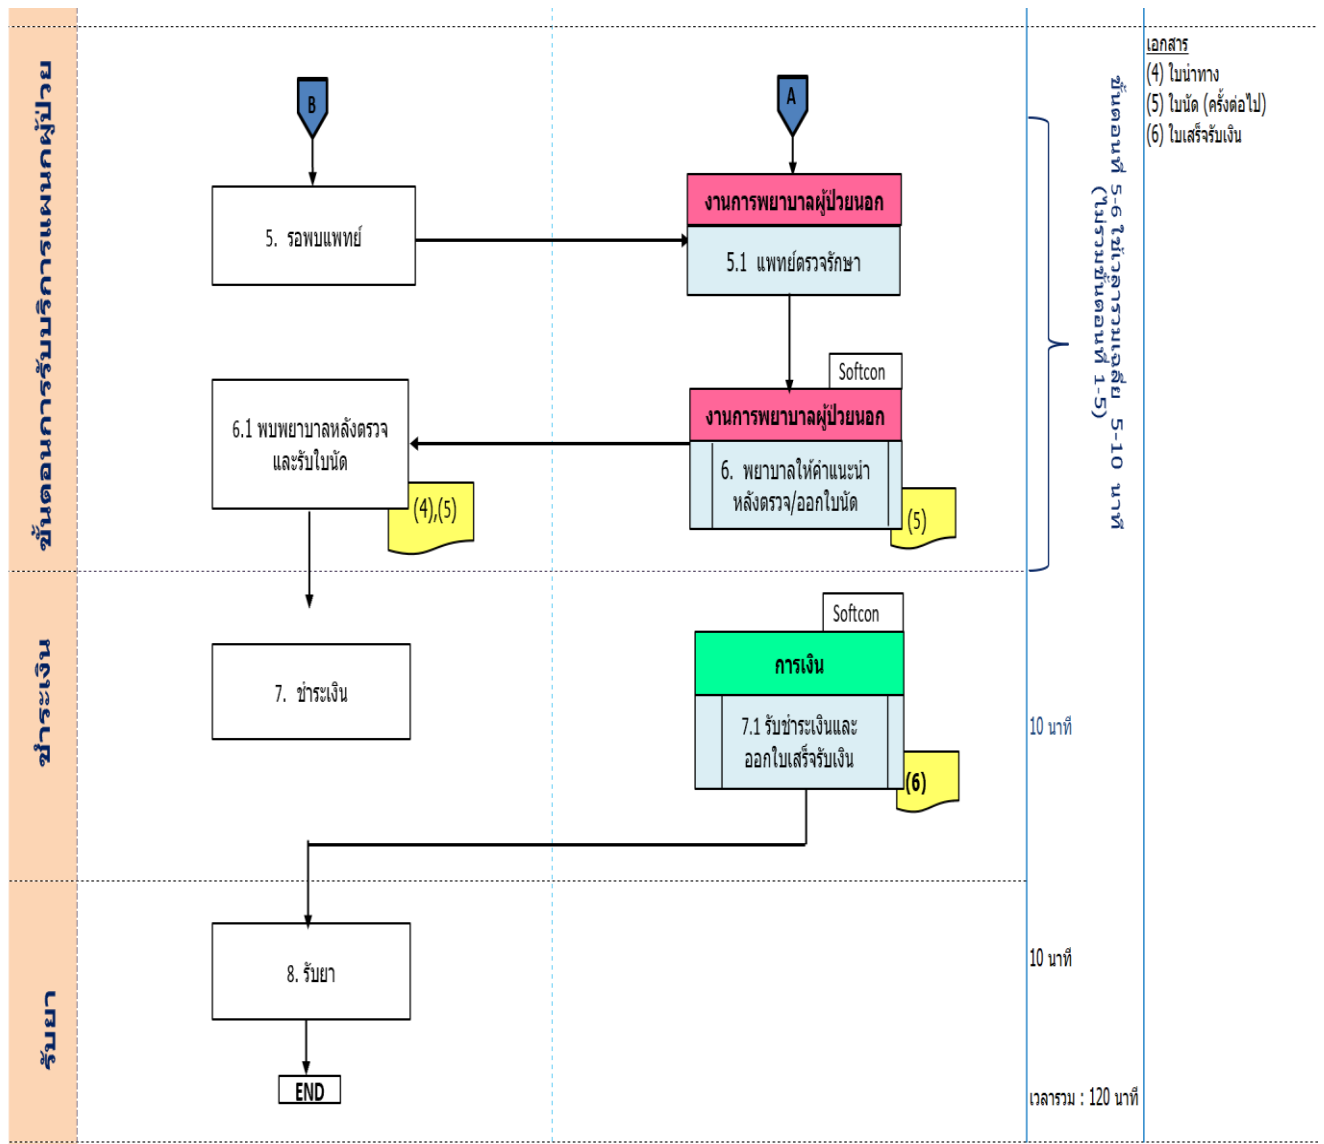 ขั้นตอนการรับบริการแผนกผู้ป่วย
B
A
5. รอพบแพทย์
งานการพยาบาลผู้ป่วยนอก
5.1 แพทย์ตรวจรักษา
Softcon
6.1 พบพยาบาลหลังตรวจ
และรับใบนัด
(4),(5)
งานการพยาบาลผู้ป่วยนอก
6. พยาบาลให้คำแนะนำ
หลังตรวจ/ออกใบนัด
(5)
ขั้นตอนที่ 5-6 ใช้เวลารวมเฉลี่ย 5-10 นาที
(ไม่รวมขั้นตอนที่ 1-5)
เอกสาร
(4) ใบนำทาง
(5) ใบนัด (ครั้งต่อไป)
(6) ใบเสร็จรับเงิน
ชำระเงิน
7. ชำระเงิน
Softcon
การเงิน
7.1 รับชำระเงินและ
ออกใบเสร็จรับเงิน
(6)
10 นาที
รับยา
8. รับยา
10 นาที
END
เวลารวม : 120 นาที